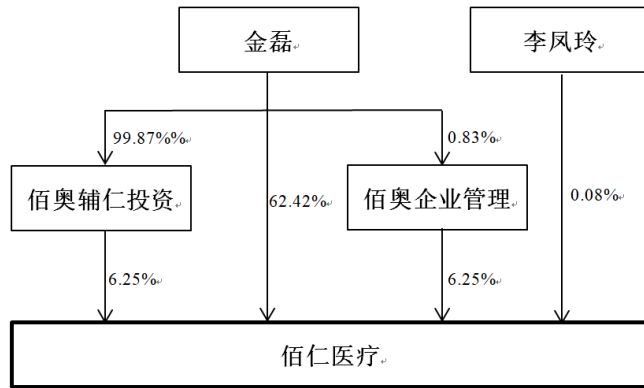 金磊
李凤玲
99.87%%
0.83%
佰奥辅仁投资
62.42%
佰奥企业管理
0.08%
6.25%
6.25%
佰仁医疗